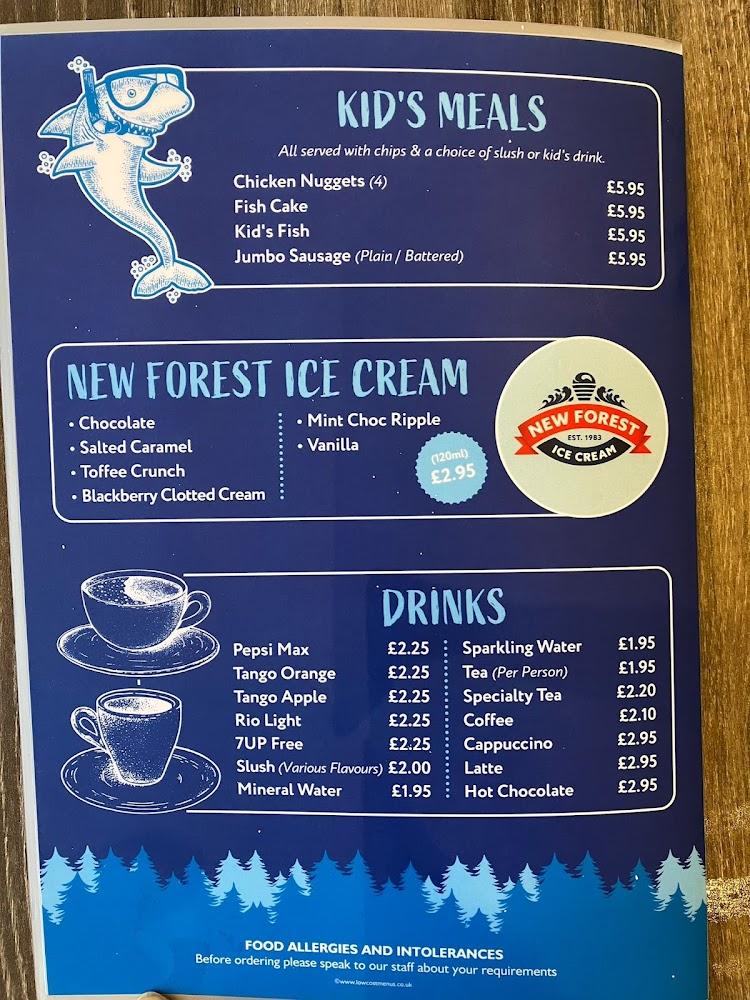 KID'S MEALS
All served with chips & a choice of slush or kid's drink.
Chicken Nuggets (4) £5.95
Fish Cake £5.95
Kid's Fish £5.95
Jumbo Sausage (Plain / Battered) £5.95
NEW FOREST ICE CREAM
• Chocolate
• Salted Caramel
• Toffee Crunch
• Blackberry Clotted Cream
• Mint Choc Ripple
• Vanilla
(120ml)
£2.95
NEW FOREST
EST. 1983
ICE CREAM
DRINKS
Pepsi Max £2.25
Tango Orange £2.25
Tango Apple £2.25
Rio Light £2.25
7UP Free £2.25
Slush (Various Flavours) £2.00
Mineral Water £1.95
Sparkling Water £1.95
Tea (Per Person) £1.95
Specialty Tea £2.20
Coffee £2.10
Cappuccino £2.95
Latte £2.95
Hot Chocolate £2.95
FOOD ALLERGIES AND INTOLERANCES
Before ordering please speak to our staff about your requirements
©www.lowcostmenus.co.uk